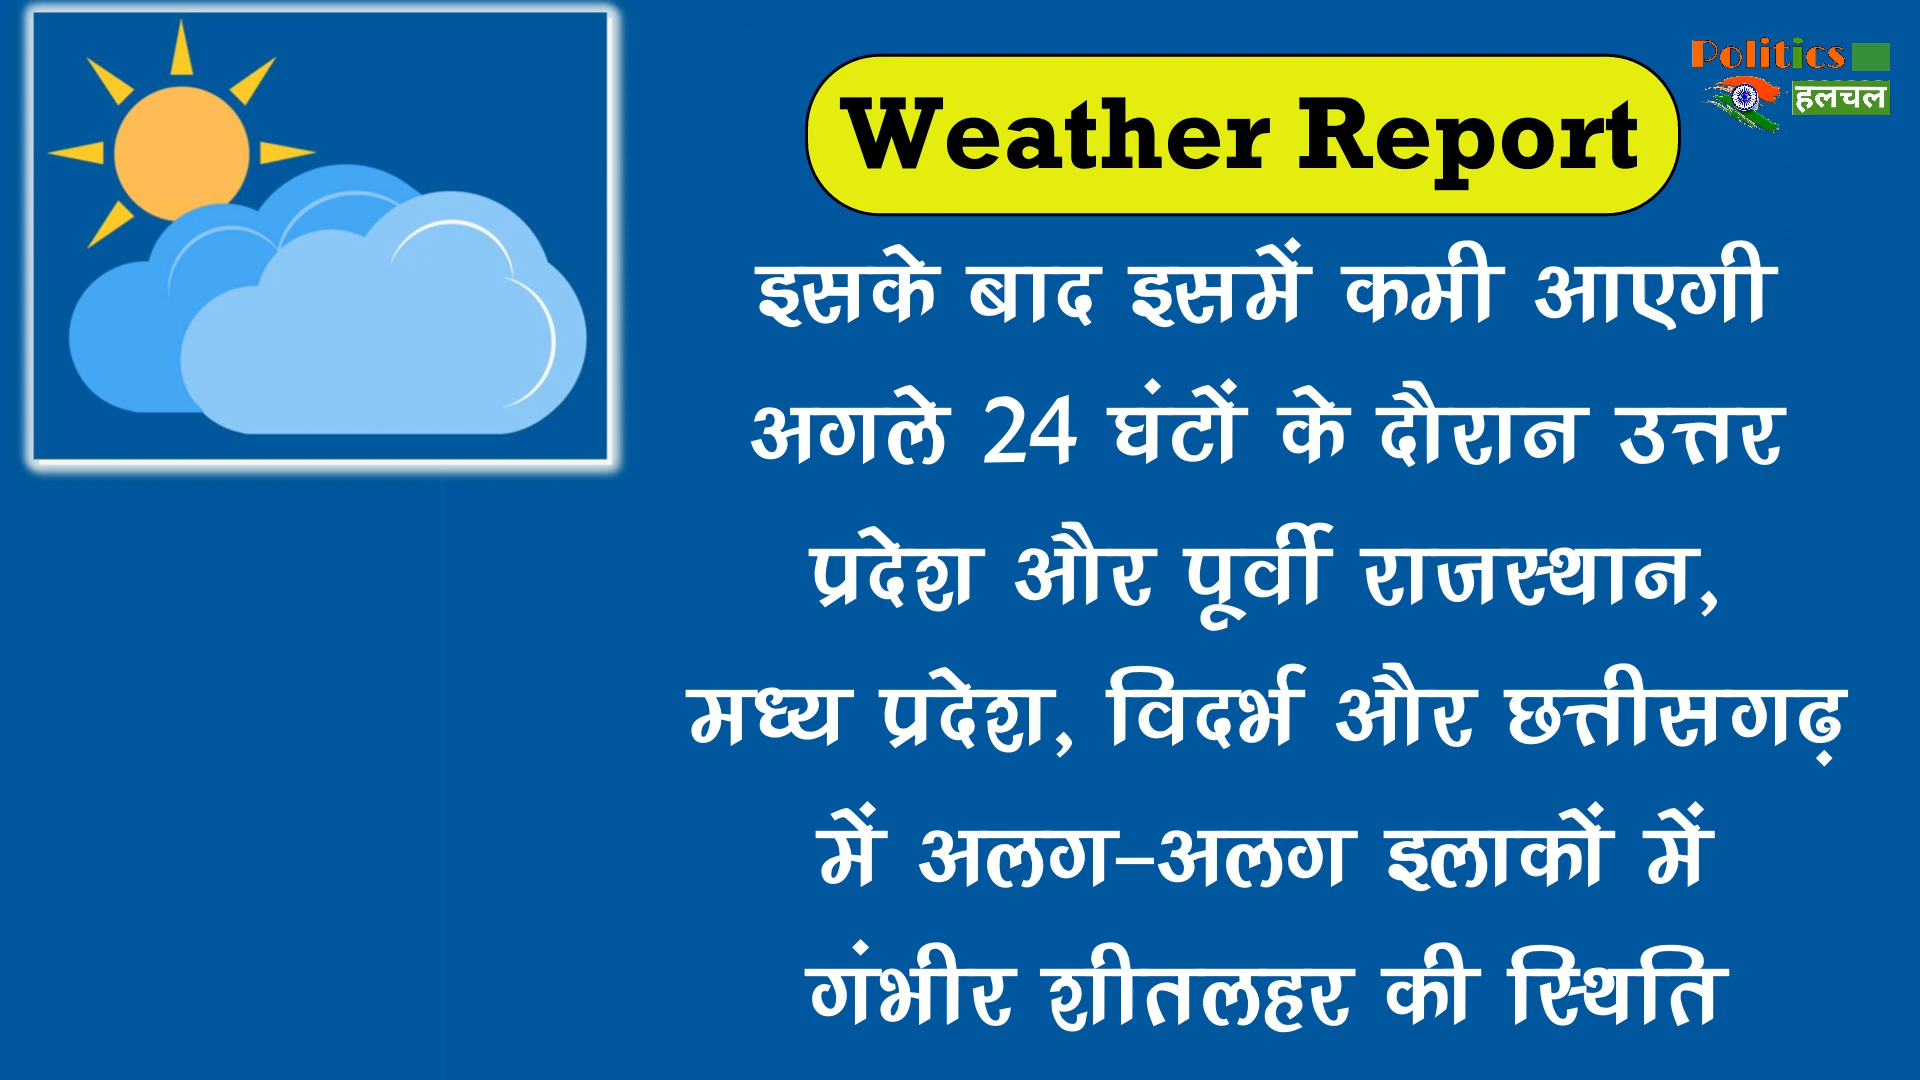 Politics
हलचल
Weather Report
इसके बाद इसमें कमी आएगी
अगले 24 घंटों के दौरान उत्तर
प्रदेश और पूर्वी राजस्थान,
मध्य प्रदेश, विदर्भ और छत्तीसगढ़
में अलग-अलग इलाकों में
गंभीर शीतलहर की स्थिति